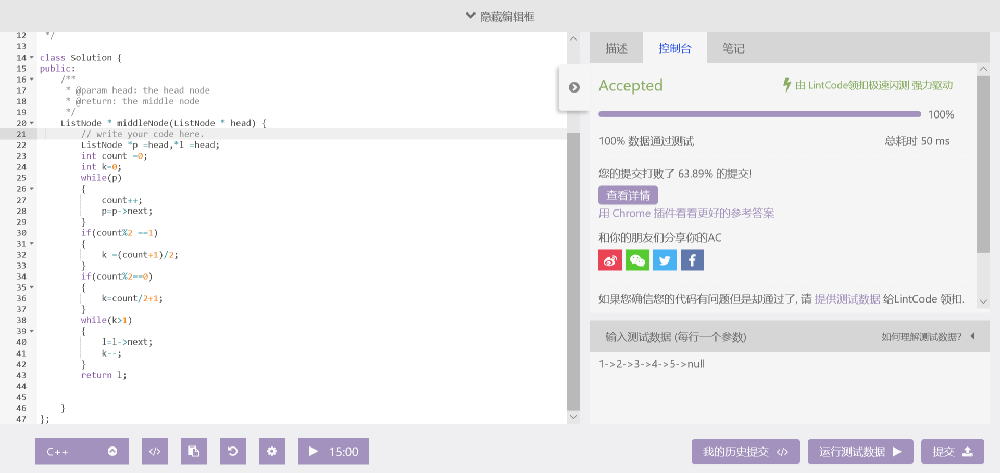 隐藏编辑框
12 */
13
14 class Solution {
15 public:
16 /**
17 * @param head: the head node
18 * @return: the middle node
19 */
20 ListNode * middleNode(ListNode * head) {
21 // write your code here.
22 ListNode *p =head,*l =head;
23 int count =0;
24 int k=0;
25 while(p)
26 {
27 count++;
28 p=p->next;
29 }
30 if(count%2 ==1)
31 {
32 k =(count+1)/2;
33 }
34 if(count%2==0)
35 {
36 k=count/2+1;
37 }
38 while(k>1)
39 {
40 l=l->next;
41 k--;
42 }
43 return l;
44
45
46 }
47 };
C++
</>
15:00
描述 控制台 笔记
Accepted 由 LintCode领扣极速闪测 强力驱动
100%
100% 数据通过测试 总耗时 50 ms
您的提交打败了 63.89% 的提交!
查看详情
用 Chrome 插件看看更好的参考答案
和你的朋友们分享你的AC
如果您确信您的代码有问题但是却通过了, 请 提供测试数据 给LintCode 领扣.
输入测试数据 (每行一个参数) 如何理解测试数据?
1->2->3->4->5->null
我的历史提交 </> 运行测试数据 提交